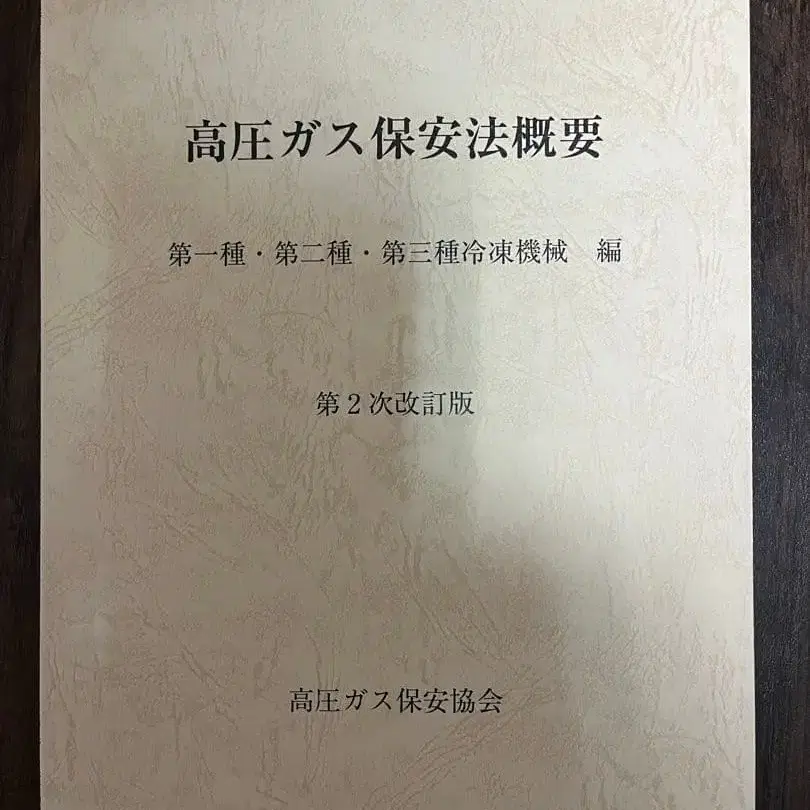 高圧ガス保安法概要
第一種・第二種・第三種冷凍機械　編
第２次改訂版
高圧ガス保安協会